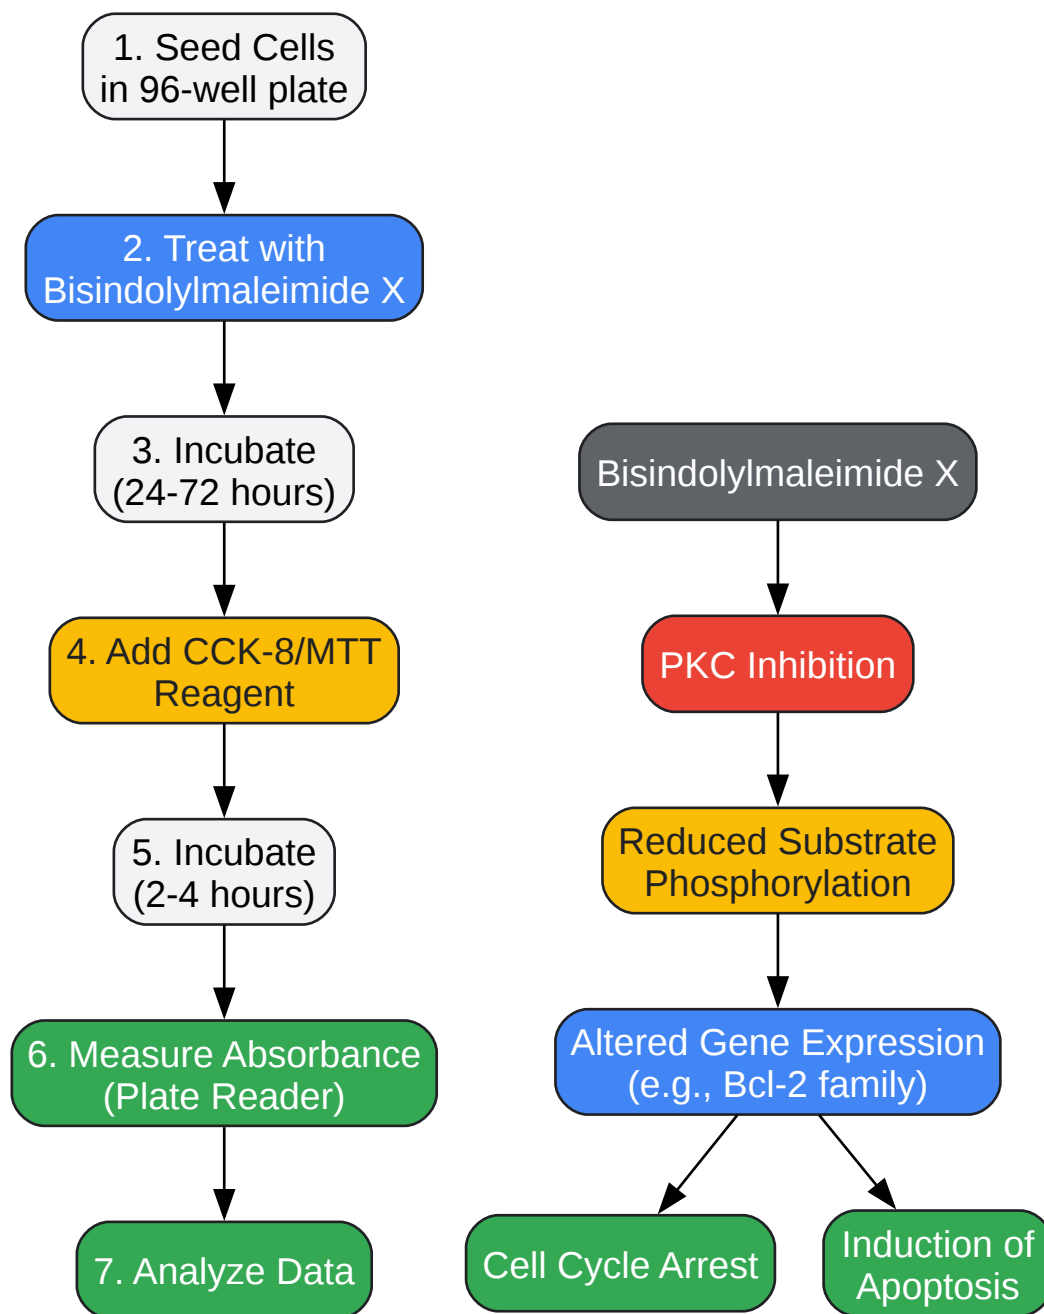 1. Seed Cells
in 96-well plate
2. Treat with
Bisindolylmaleimide X
3. Incubate
(24-72 hours)
4. Add CCK-8/MTT
Reagent
5. Incubate
(2-4 hours)
6. Measure Absorbance
(Plate Reader)
7. Analyze Data
Bisindolylmaleimide X
PKC Inhibition
Reduced Substrate
Phosphorylation
Altered Gene Expression
(e.g., Bcl-2 family)
Cell Cycle Arrest
Induction of
Apoptosis